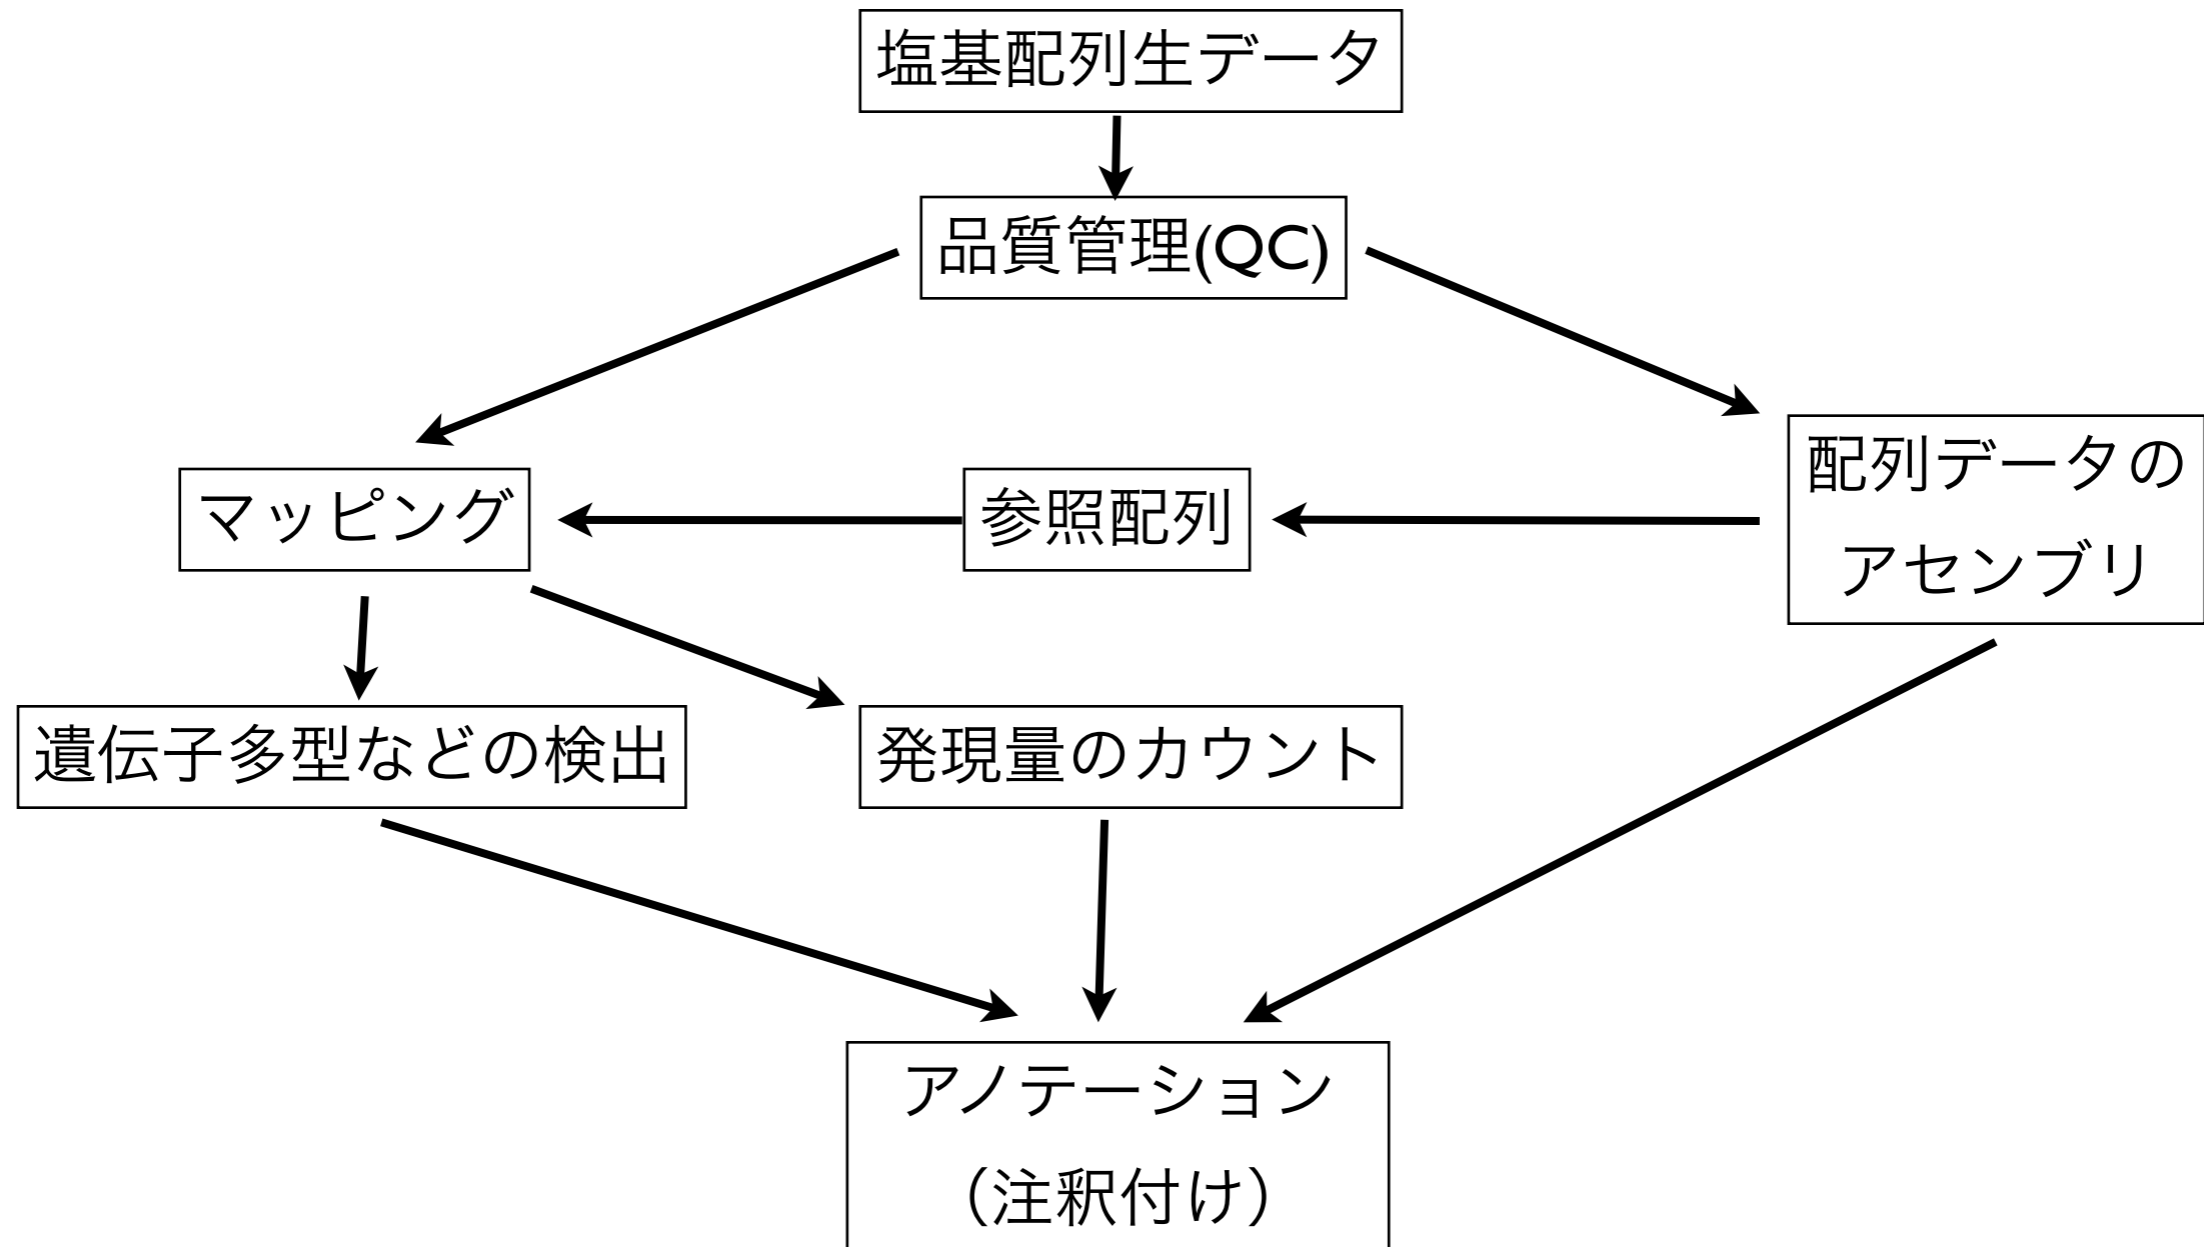 塩基配列生データ
品質管理(QC)
マッピング
参照配列
配列データの
アセンブリ
遺伝子多型などの検出
発現量のカウント
アノテーション
（注釈付け）